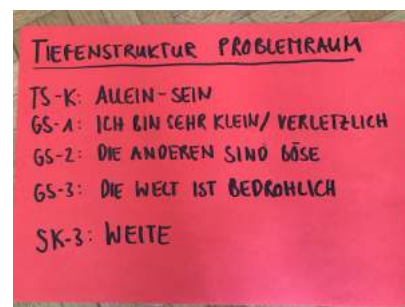 TIEFENSTRUKTUR PROBLEMRAUM
TS-K: ALLEIN-SEIN
GS-1: ICH BIN SEHR KLEIN/ VERLETZLICH
GS-2: DIE ANDEREN SIND BÖSE
GS-3: DIE WELT IST BEDROHLICH
SK-3: WEITE